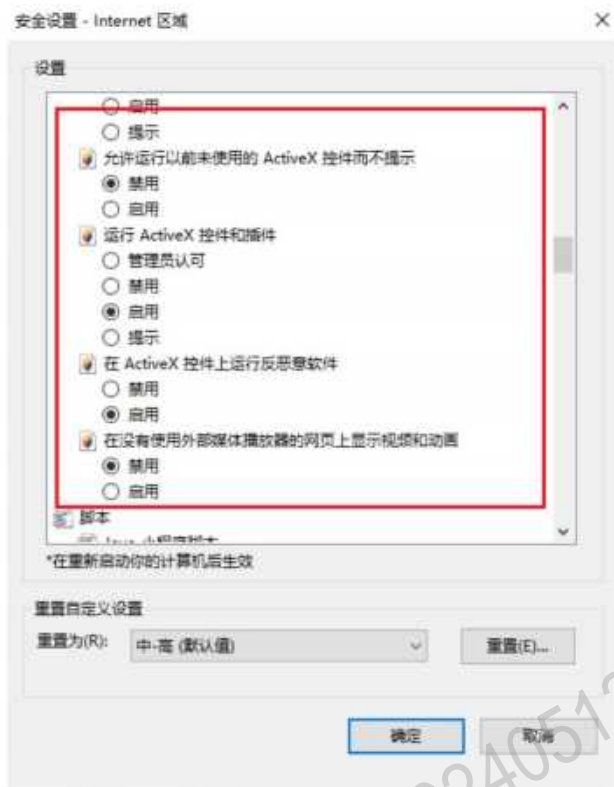 安全设置 - Internet 区域
设置
启用
提示
允许运行以前未使用的 ActiveX 控件而不提示
禁用
启用
运行 ActiveX 控件和插件
管理员认可
禁用
启用
提示
在 ActiveX 控件上运行反恶意软件
禁用
启用
在没有使用外部媒体播放器的网页上显示视频和动画
禁用
启用
脚本
Java 小程序脚本
*在重新启动你的计算机后生效
重置自定义设置
重置为(R): 中-高 (默认值) 重置(E)...
确定 取消